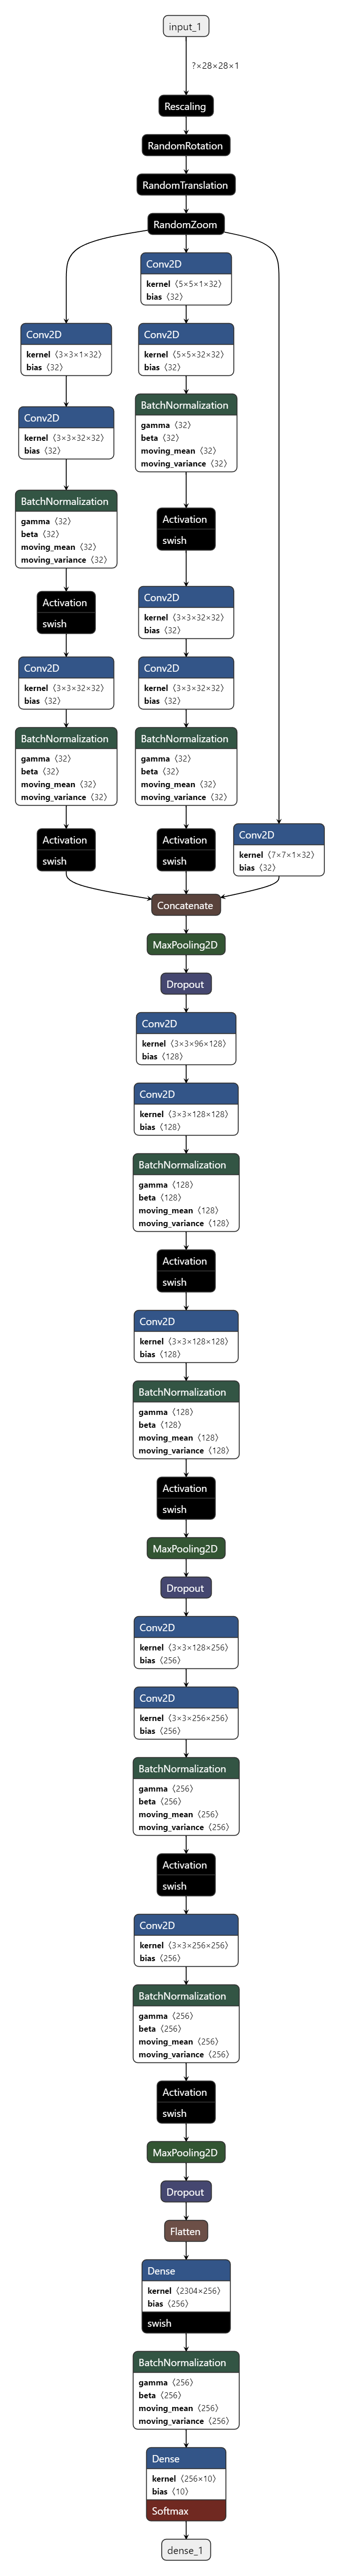 input_1
?×28×28×1
Rescaling
RandomRotation
RandomTranslation
RandomZoom
Conv2D
kernel ⟨3×3×1×32⟩
bias ⟨32⟩
Conv2D
kernel ⟨3×3×32×32⟩
bias ⟨32⟩
BatchNormalization
gamma ⟨32⟩
beta ⟨32⟩
moving_mean ⟨32⟩
moving_variance ⟨32⟩
Activation
swish
Conv2D
kernel ⟨3×3×32×32⟩
bias ⟨32⟩
BatchNormalization
gamma ⟨32⟩
beta ⟨32⟩
moving_mean ⟨32⟩
moving_variance ⟨32⟩
Activation
swish
Conv2D
kernel ⟨5×5×1×32⟩
bias ⟨32⟩
Conv2D
kernel ⟨5×5×32×32⟩
bias ⟨32⟩
BatchNormalization
gamma ⟨32⟩
beta ⟨32⟩
moving_mean ⟨32⟩
moving_variance ⟨32⟩
Activation
swish
Conv2D
kernel ⟨3×3×32×32⟩
bias ⟨32⟩
Conv2D
kernel ⟨3×3×32×32⟩
bias ⟨32⟩
BatchNormalization
gamma ⟨32⟩
beta ⟨32⟩
moving_mean ⟨32⟩
moving_variance ⟨32⟩
Activation
swish
Conv2D
kernel ⟨7×7×1×32⟩
bias ⟨32⟩
Concatenate
MaxPooling2D
Dropout
Conv2D
kernel ⟨3×3×96×128⟩
bias ⟨128⟩
Conv2D
kernel ⟨3×3×128×128⟩
bias ⟨128⟩
BatchNormalization
gamma ⟨128⟩
beta ⟨128⟩
moving_mean ⟨128⟩
moving_variance ⟨128⟩
Activation
swish
Conv2D
kernel ⟨3×3×128×128⟩
bias ⟨128⟩
BatchNormalization
gamma ⟨128⟩
beta ⟨128⟩
moving_mean ⟨128⟩
moving_variance ⟨128⟩
Activation
swish
MaxPooling2D
Dropout
Conv2D
kernel ⟨3×3×128×256⟩
bias ⟨256⟩
Conv2D
kernel ⟨3×3×256×256⟩
bias ⟨256⟩
BatchNormalization
gamma ⟨256⟩
beta ⟨256⟩
moving_mean ⟨256⟩
moving_variance ⟨256⟩
Activation
swish
Conv2D
kernel ⟨3×3×256×256⟩
bias ⟨256⟩
BatchNormalization
gamma ⟨256⟩
beta ⟨256⟩
moving_mean ⟨256⟩
moving_variance ⟨256⟩
Activation
swish
MaxPooling2D
Dropout
Flatten
Dense
kernel ⟨2304×256⟩
bias ⟨256⟩
swish
BatchNormalization
gamma ⟨256⟩
beta ⟨256⟩
moving_mean ⟨256⟩
moving_variance ⟨256⟩
Dense
kernel ⟨256×10⟩
bias ⟨10⟩
Softmax
dense_1